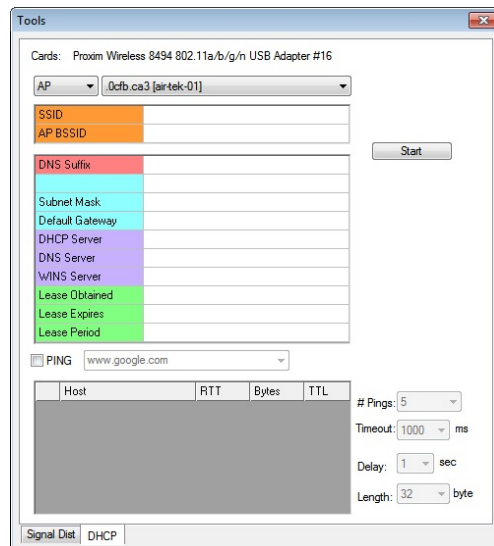 Tools
Cards: Proxim Wireless 8494 802.11a/b/g/n USB Adapter #16
AP .0cfb.ca3 [air-tek-01]
SSID
AP BSSID
Start
DNS Suffix
Subnet Mask
Default Gateway
DHCP Server
DNS Server
WINS Server
Lease Obtained
Lease Expires
Lease Period
PING www.google.com
Host RTT Bytes TTL
# Pings: 5
Timeout: 1000 ms
Delay: 1 sec
Length: 32 byte
Signal Dist DHCP